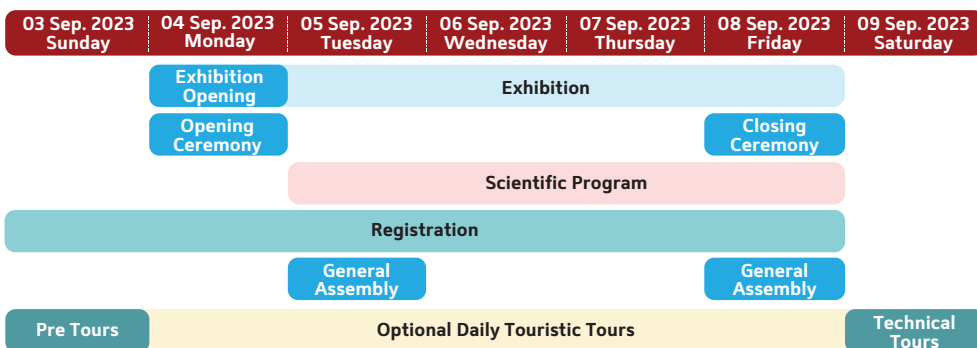 03 Sep. 2023
Sunday
04 Sep. 2023
Monday
05 Sep. 2023
Tuesday
06 Sep. 2023
Wednesday
07 Sep. 2023
Thursday
08 Sep. 2023
Friday
09 Sep. 2023
Saturday
Exhibition
Opening
Exhibition
Opening
Ceremony
Closing
Ceremony
Scientific Program
Registration
General
Assembly
General
Assembly
Pre Tours
Optional Daily Touristic Tours
Technical
Tours